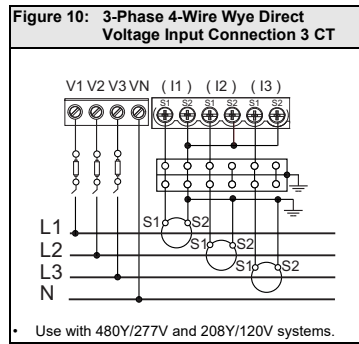 Figure 10: 3-Phase 4-Wire Wye Direct
Voltage Input Connection 3 CT
V1 V2 V3 VN ( I1 ) ( I2 ) ( I3 )
S1 S2 S1 S2 S1 S2
L1 S1 S2
L2 S1 S2
L3 S1 S2
N
• Use with 480Y/277V and 208Y/120V systems.